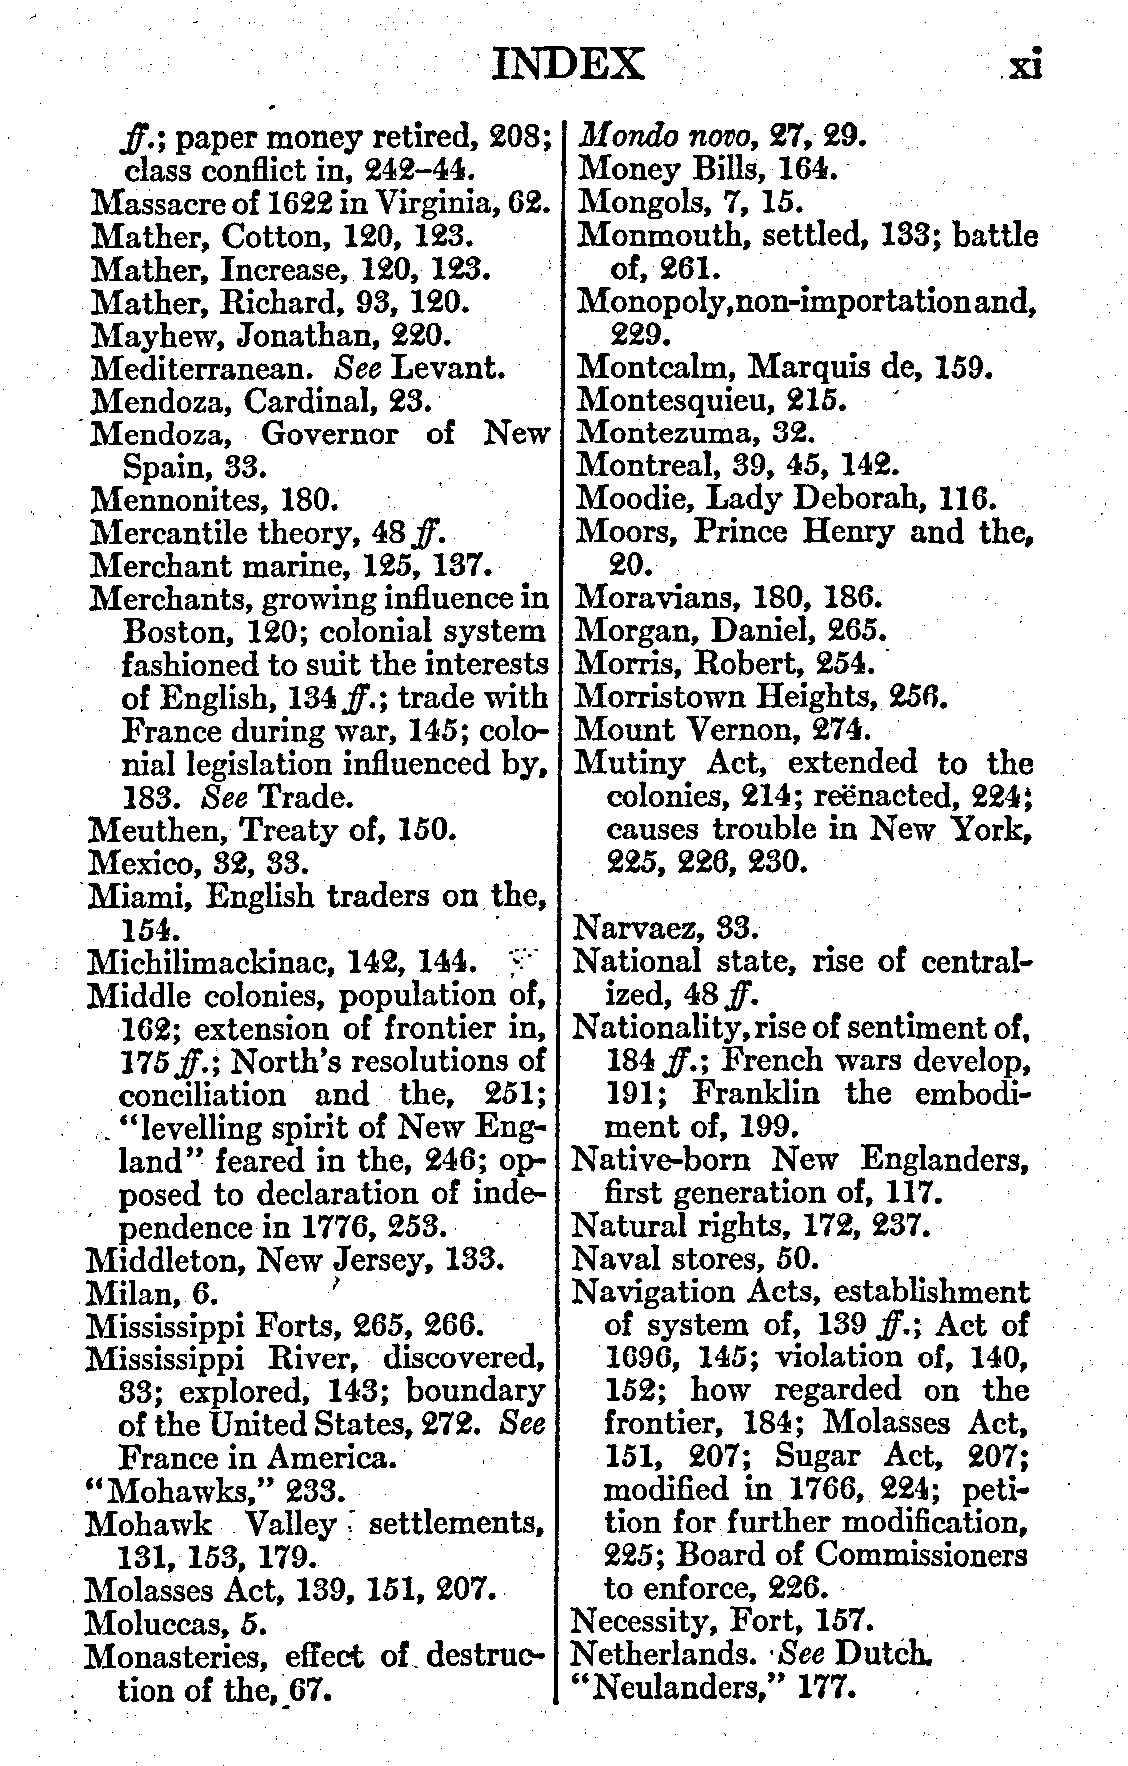 INDEX
xi
ff.; paper money retired, 208;
class conflict in, 242–44.
Massacre of 1622 in Virginia, 62.
Mather, Cotton, 120, 123.
Mather, Increase, 120, 123.
Mather, Richard, 93, 120.
Mayhew, Jonathan, 220.
Mediterranean. See Levant.
Mendoza, Cardinal, 23.
Mendoza, Governor of New
Spain, 33.
Mennonites, 180.
Mercantile theory, 48 ff.
Merchant marine, 125, 137.
Merchants, growing influence in
Boston, 120; colonial system
fashioned to suit the interests
of English, 134 ff.; trade with
France during war, 145; colo-
nial legislation influenced by,
183. See Trade.
Meuthen, Treaty of, 150.
Mexico, 32, 33.
Miami, English traders on the,
154.
Michilimackinac, 142, 144.
Middle colonies, population of,
162; extension of frontier in,
175 ff.; North's resolutions of
conciliation and the, 251;
“levelling spirit of New Eng-
land” feared in the, 246; op-
posed to declaration of inde-
pendence in 1776, 253.
Middleton, New Jersey, 133.
Milan, 6.
Mississippi Forts, 265, 266.
Mississippi River, discovered,
33; explored, 143; boundary
of the United States, 272. See
France in America.
“Mohawks,” 233.
Mohawk Valley settlements,
131, 153, 179.
Molasses Act, 139, 151, 207.
Moluccas, 5.
Monasteries, effect of destruc-
tion of the, 67.
Mondo novo, 27, 29.
Money Bills, 164.
Mongols, 7, 15.
Monmouth, settled, 133; battle
of, 261.
Monopoly, non-importation and,
229.
Montcalm, Marquis de, 159.
Montesquieu, 215.
Montezuma, 32.
Montreal, 39, 45, 142.
Moodie, Lady Deborah, 116.
Moors, Prince Henry and the,
20.
Moravians, 180, 186.
Morgan, Daniel, 265.
Morris, Robert, 254.
Morristown Heights, 256.
Mount Vernon, 274.
Mutiny Act, extended to the
colonies, 214; reënacted, 224;
causes trouble in New York,
225, 226, 230.
Narvaez, 33.
National state, rise of central-
ized, 48 ff.
Nationality, rise of sentiment of,
184 ff.; French wars develop,
191; Franklin the embodi-
ment of, 199.
Native-born New Englanders,
first generation of, 117.
Natural rights, 172, 237.
Naval stores, 50.
Navigation Acts, establishment
of system of, 139 ff.; Act of
1696, 145; violation of, 140,
152; how regarded on the
frontier, 184; Molasses Act,
151, 207; Sugar Act, 207;
modified in 1766, 224; peti-
tion for further modification,
225; Board of Commissioners
to enforce, 226.
Necessity, Fort, 157.
Netherlands. See Dutch.
“Neulanders,” 177.